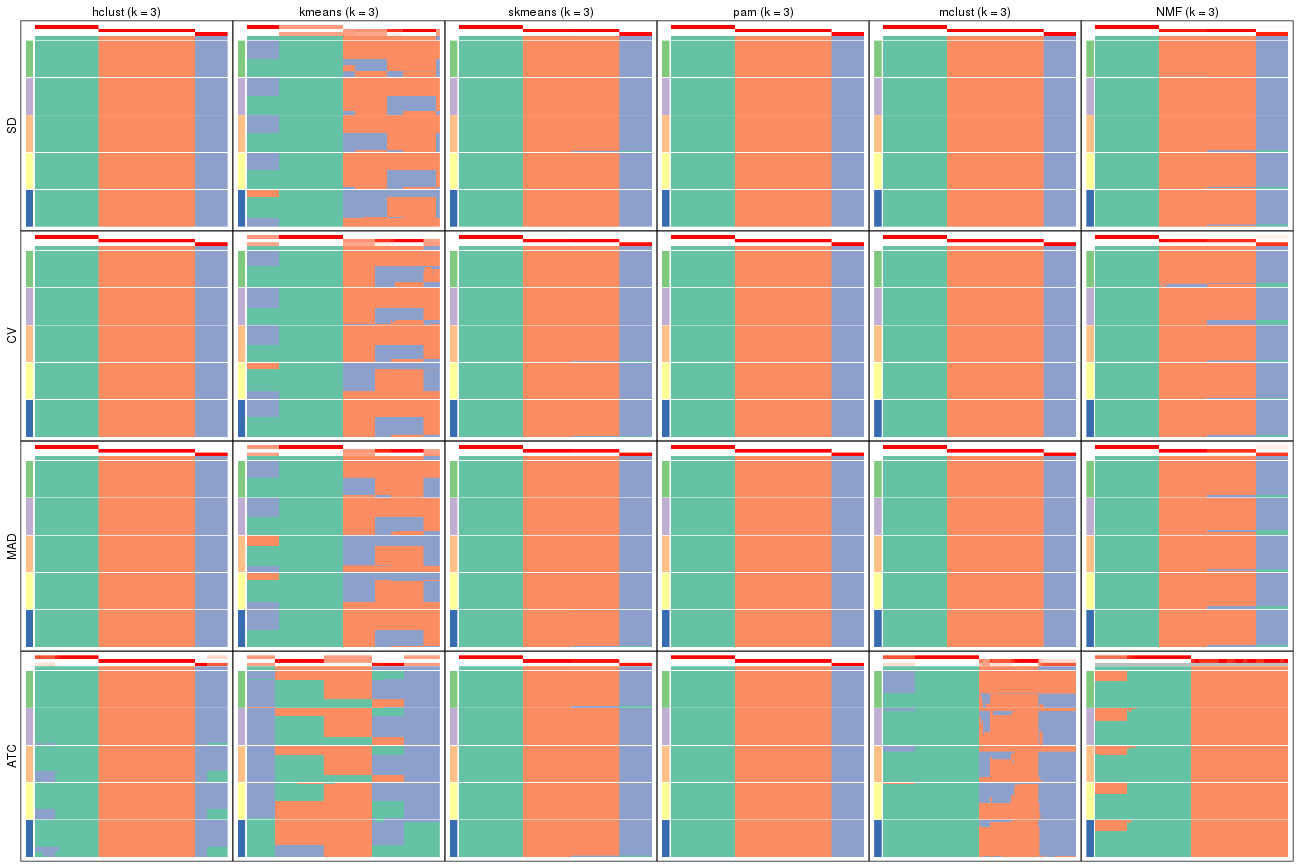 hclust (k = 3)
kmeans (k = 3)
skmeans (k = 3)
pam (k = 3)
mclust (k = 3)
NMF (k = 3)
SD
CV
MAD
ATC